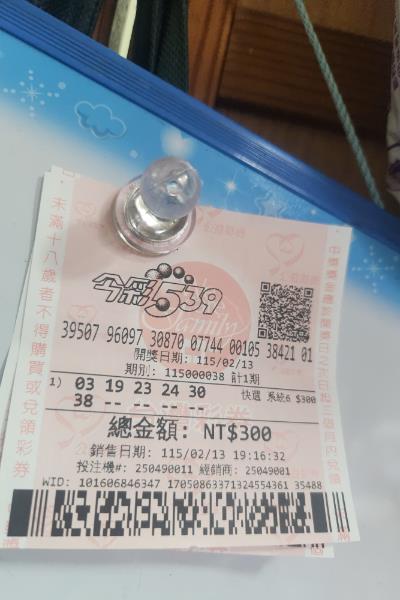 今彩539
39507 96097 30870 07744 00105 38421 01
開獎日期: 115/02/13
期別: 115000038 計1期
1) 03 19 23 24 30 快選 系統6 $300
38 -- -- -- --
總金額: NT$300
銷售日期: 115/02/13 19:16:32
投注機#: 250490011 經銷商: 25049001
WID: 101606846347 17050863371324554361 35488
未滿十八歲者不得購買或兌領彩券